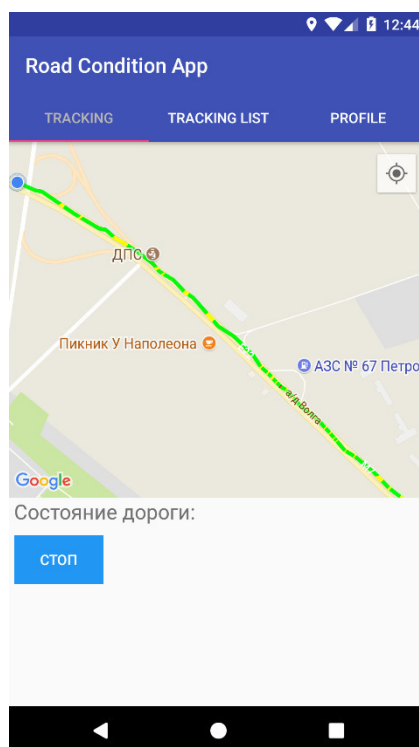 12:44
Road Condition App
TRACKING TRACKING LIST PROFILE
ДПС
Пикник У Наполеона
АЗС № 67 Петро
а/д Волга
Google
Состояние дороги:
СТОП